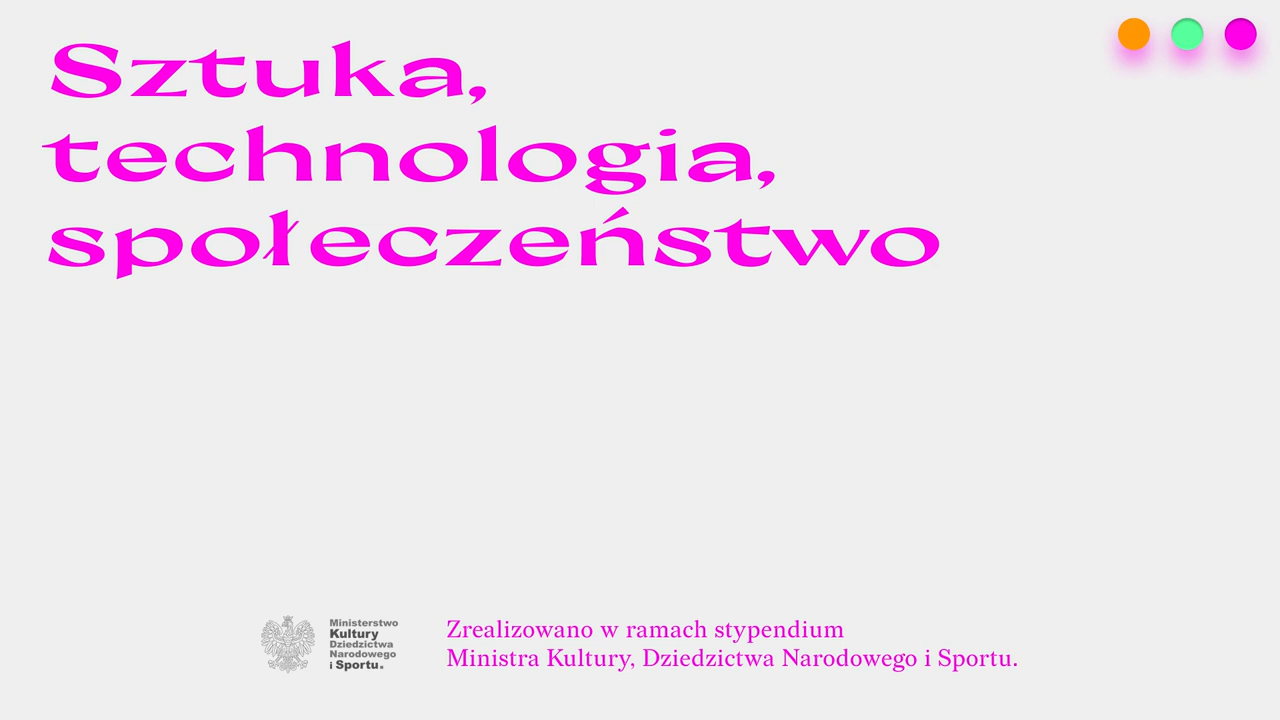 Sztuka,
technologia,
społeczeństwo
Ministerstwo
Kultury
Dziedzictwa
Narodowego
i Sportu.
Zrealizowano w ramach stypendium
Ministra Kultury, Dziedzictwa Narodowego i Sportu.